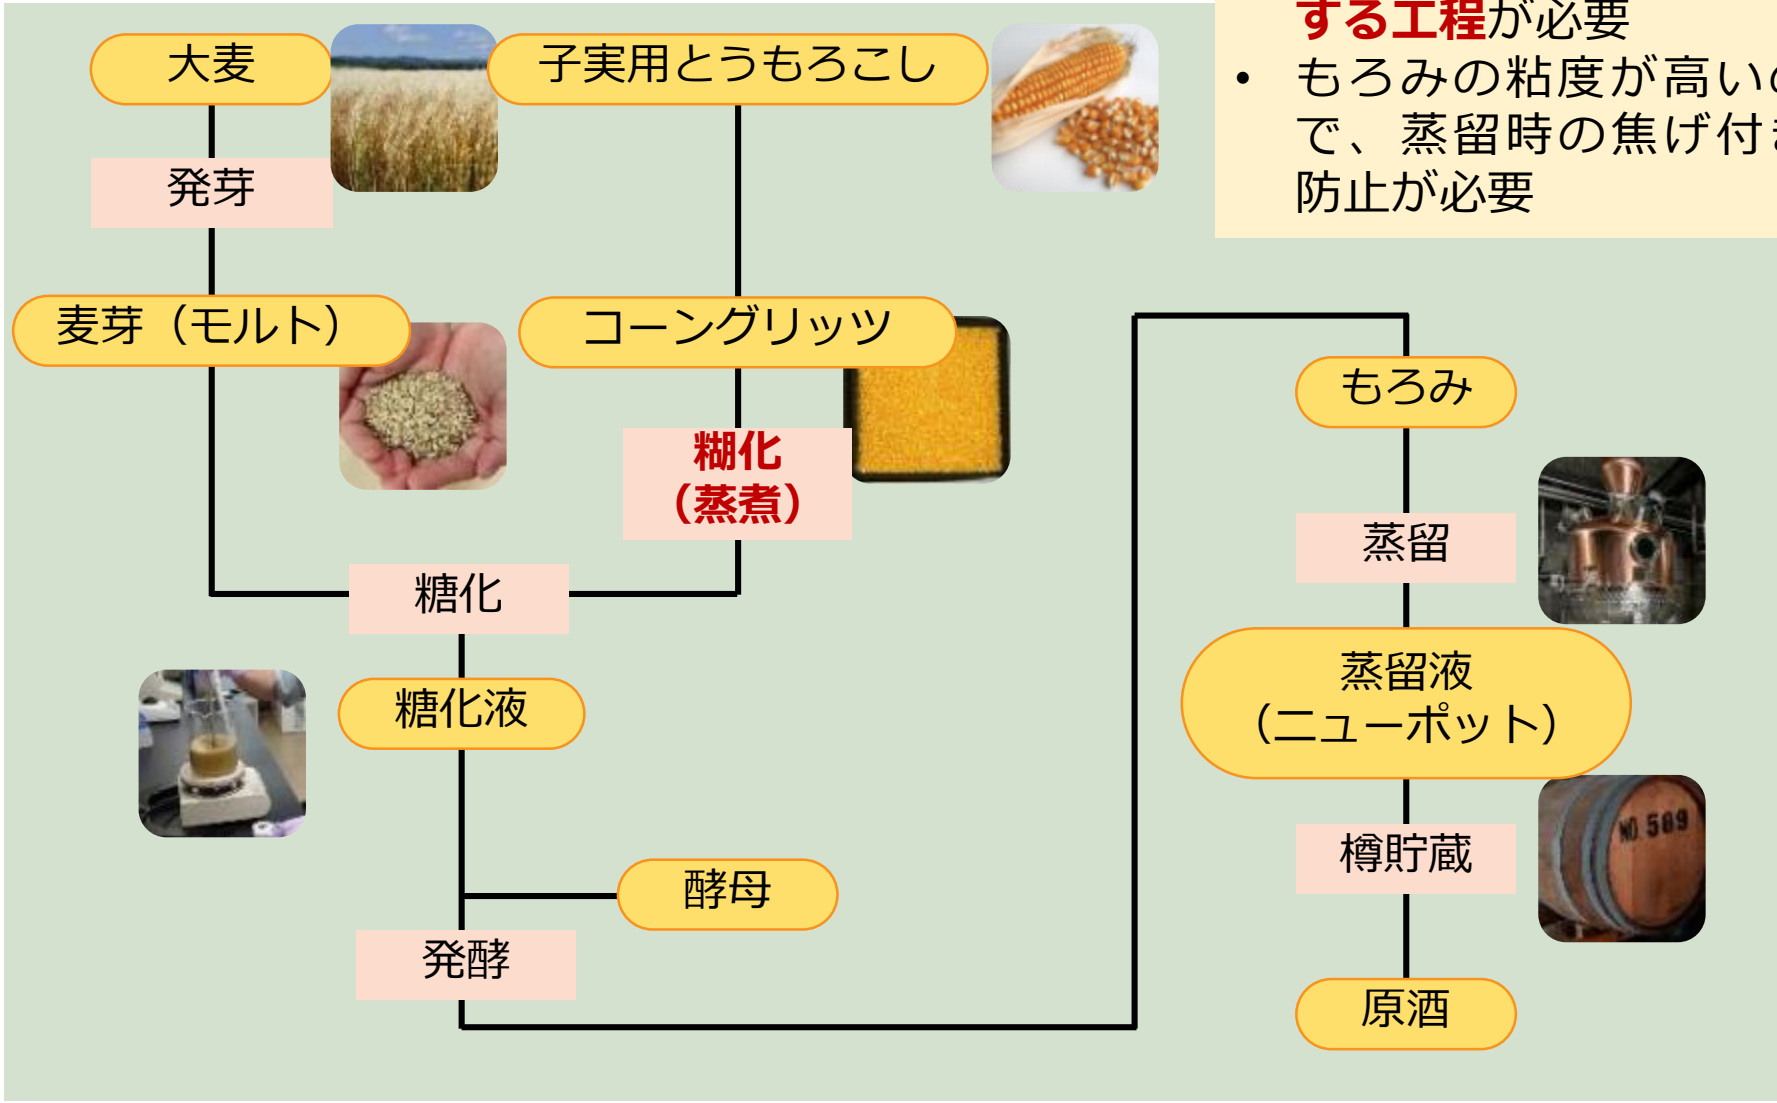 する工程が必要
• もろみの粘度が高い
で、蒸留時の焦げ付
防止が必要
大麦
子実用とうもろこし
発芽
麦芽（モルト）
コーングリッツ
糊化
（蒸煮）
糖化
糖化液
酵母
発酵
もろみ
蒸留
蒸留液
（ニューポット）
樽貯蔵
NO.589
原酒